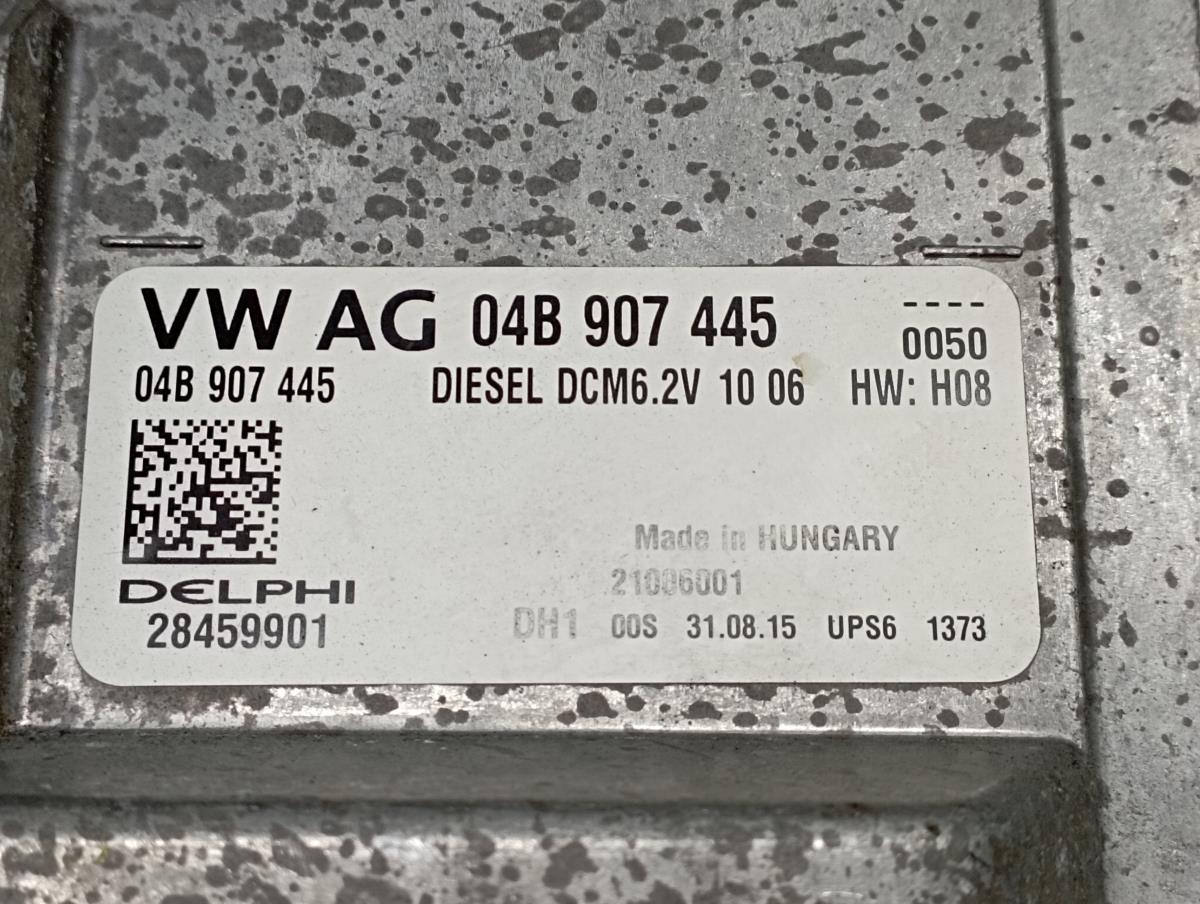 VW AG 04B 907 445
----
0050
04B 907 445 DIESEL DCM6.2V 10 06 HW: H08
Made in HUNGARY
21006001
DELPHI
28459901
DH1 00S 31.08.15 UPS6 1373